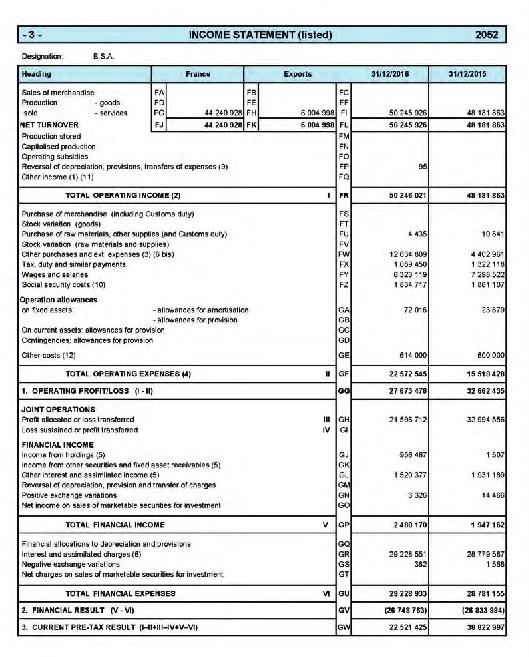 - 3 - INCOME STATEMENT (listed) 2052
Designation: B.S.A.
Heading France Exports 31/12/2016 31/12/2015
Sales of merchandise FA FB FC
Production - goods FD FE FF
sold - services FG 44 240 928 FH 6 004 998 FI 50 245 926 48 181 863
NET TURNOVER FJ 44 240 928 FK 6 004 998 FL 50 245 926 48 181 863
Production stored FM
Capitalised production FN
Operating subsidies FO
Reversal of depreciation, provisions, transfers of expenses (9) FP 95
Other income (1) (11) FQ
TOTAL OPERATING INCOME (2) I FR 50 246 021 48 181 863
Purchase of merchandise (including Customs duty) FS
Stock variation (goods) FT
Purchase of raw materials, other supplies (and Customs duty) FU 4 435 10 841
Stock variation (raw materials and supplies) FV
Other purchases and ext. expenses (3) (6 bis) FW 12 634 809 4 402 961
Tax, duty and similar payments FX 1 089 450 1 322 118
Wages and salaries FY 6 323 119 7 298 522
Social security costs (10) FZ 1 834 717 1 861 107
Operation allowances
on fixed assets: - allowances for amortisation GA 72 016 23 879
- allowances for provision GB
On current assets: allowances for provision GC
Contingencies: allowances for provision GD
Other costs (12) GE 614 000 600 000
TOTAL OPERATING EXPENSES (4) II GF 22 572 545 15 519 428
1. OPERATING PROFIT/LOSS (I - II) GG 27 673 476 32 662 435
JOINT OPERATIONS
Profit allocated or loss transferred III GH 21 596 712 32 994 556
Loss sustained or profit transferred IV GI
FINANCIAL INCOME
Income from holdings (5) GJ 956 467 1 507
Income from other securities and fixed asset receivables (5) GK
Other interest and assimilated income (5) GL 1 520 377 1 931 189
Reversal of depreciation, provision and transfer of charges GM
Positive exchange variations GN 3 326 14 466
Net income on sales of marketable securities for investment GO
TOTAL FINANCIAL INCOME V GP 2 480 170 1 947 162
Financial allocations to depreciation and provisions GQ
Interest and assimilated charges (6) GR 29 228 551 28 779 587
Negative exchange variations GS 382 1 568
Net charges on sales of marketable securities for investment GT
TOTAL FINANCIAL EXPENSES VI GU 29 228 933 28 781 155
2. FINANCIAL RESULT (V - VI) GV (26 748 763) (26 833 994)
3. CURRENT PRE-TAX RESULT (I–II+III–IV+V–VI) GW 22 521 425 38 822 997